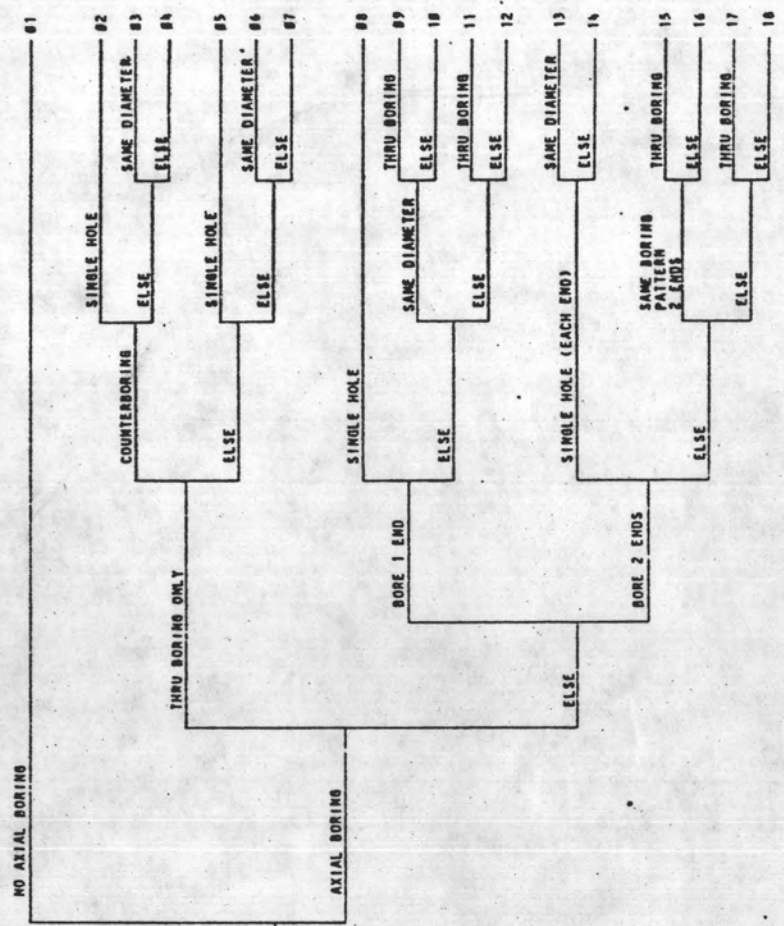 NO AXIAL BORING
01
AXIAL BORING
THRU BORING ONLY
COUNTERBORING
SINGLE HOLE
02
ELSE
SAME DIAMETER
03
ELSE
04
ELSE
SINGLE HOLE
05
ELSE
SAME DIAMETER
06
ELSE
07
ELSE
BORE 1 END
SINGLE HOLE
08
ELSE
SAME DIAMETER
THRU BORING
09
ELSE
10
ELSE
THRU BORING
11
ELSE
12
BORE 2 ENDS
SINGLE HOLE (EACH END)
SAME DIAMETER
13
ELSE
14
ELSE
SAME BORING
PATTERN
2 ENDS
THRU BORING
15
ELSE
16
ELSE
THRU BORING
17
ELSE
18